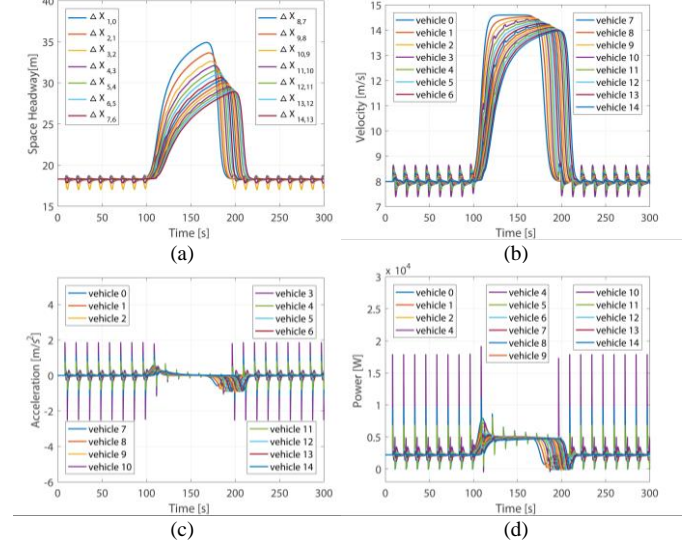 40
35
30
25
20
15
Space Headway[m]
Δ X 1,0
Δ X 2,1
Δ X 3,2
Δ X 4,3
Δ X 5,4
Δ X 6,5
Δ X 7,6
Δ X 8,7
Δ X 9,8
Δ X 10,9
Δ X 11,10
Δ X 12,11
Δ X 13,12
Δ X 14,13
0 50 100 150 200 250 300
Time [s]
(a)
15
14
13
12
11
10
9
8
7
Velocity [m/s]
vehicle 0
vehicle 1
vehicle 2
vehicle 3
vehicle 4
vehicle 5
vehicle 6
vehicle 7
vehicle 8
vehicle 9
vehicle 10
vehicle 11
vehicle 12
vehicle 13
vehicle 14
6
0 50 100 150 200 250 300
Time [s]
(b)
4
2
0
-2
-4
-6
Acceleration [m/s²]
vehicle 0
vehicle 1
vehicle 2
vehicle 3
vehicle 4
vehicle 5
vehicle 6
vehicle 7
vehicle 8
vehicle 9
vehicle 10
vehicle 11
vehicle 12
vehicle 13
vehicle 14
0 50 100 150 200 250 300
Time [s]
(c)
x 10⁴
3
2.5
2
1.5
1
0.5
0
-0.5
Power [W]
vehicle 0
vehicle 1
vehicle 2
vehicle 4
vehicle 4
vehicle 5
vehicle 6
vehicle 7
vehicle 8
vehicle 9
vehicle 10
vehicle 11
vehicle 12
vehicle 13
vehicle 14
0 50 100 150 200 250 300
Time [s]
(d)